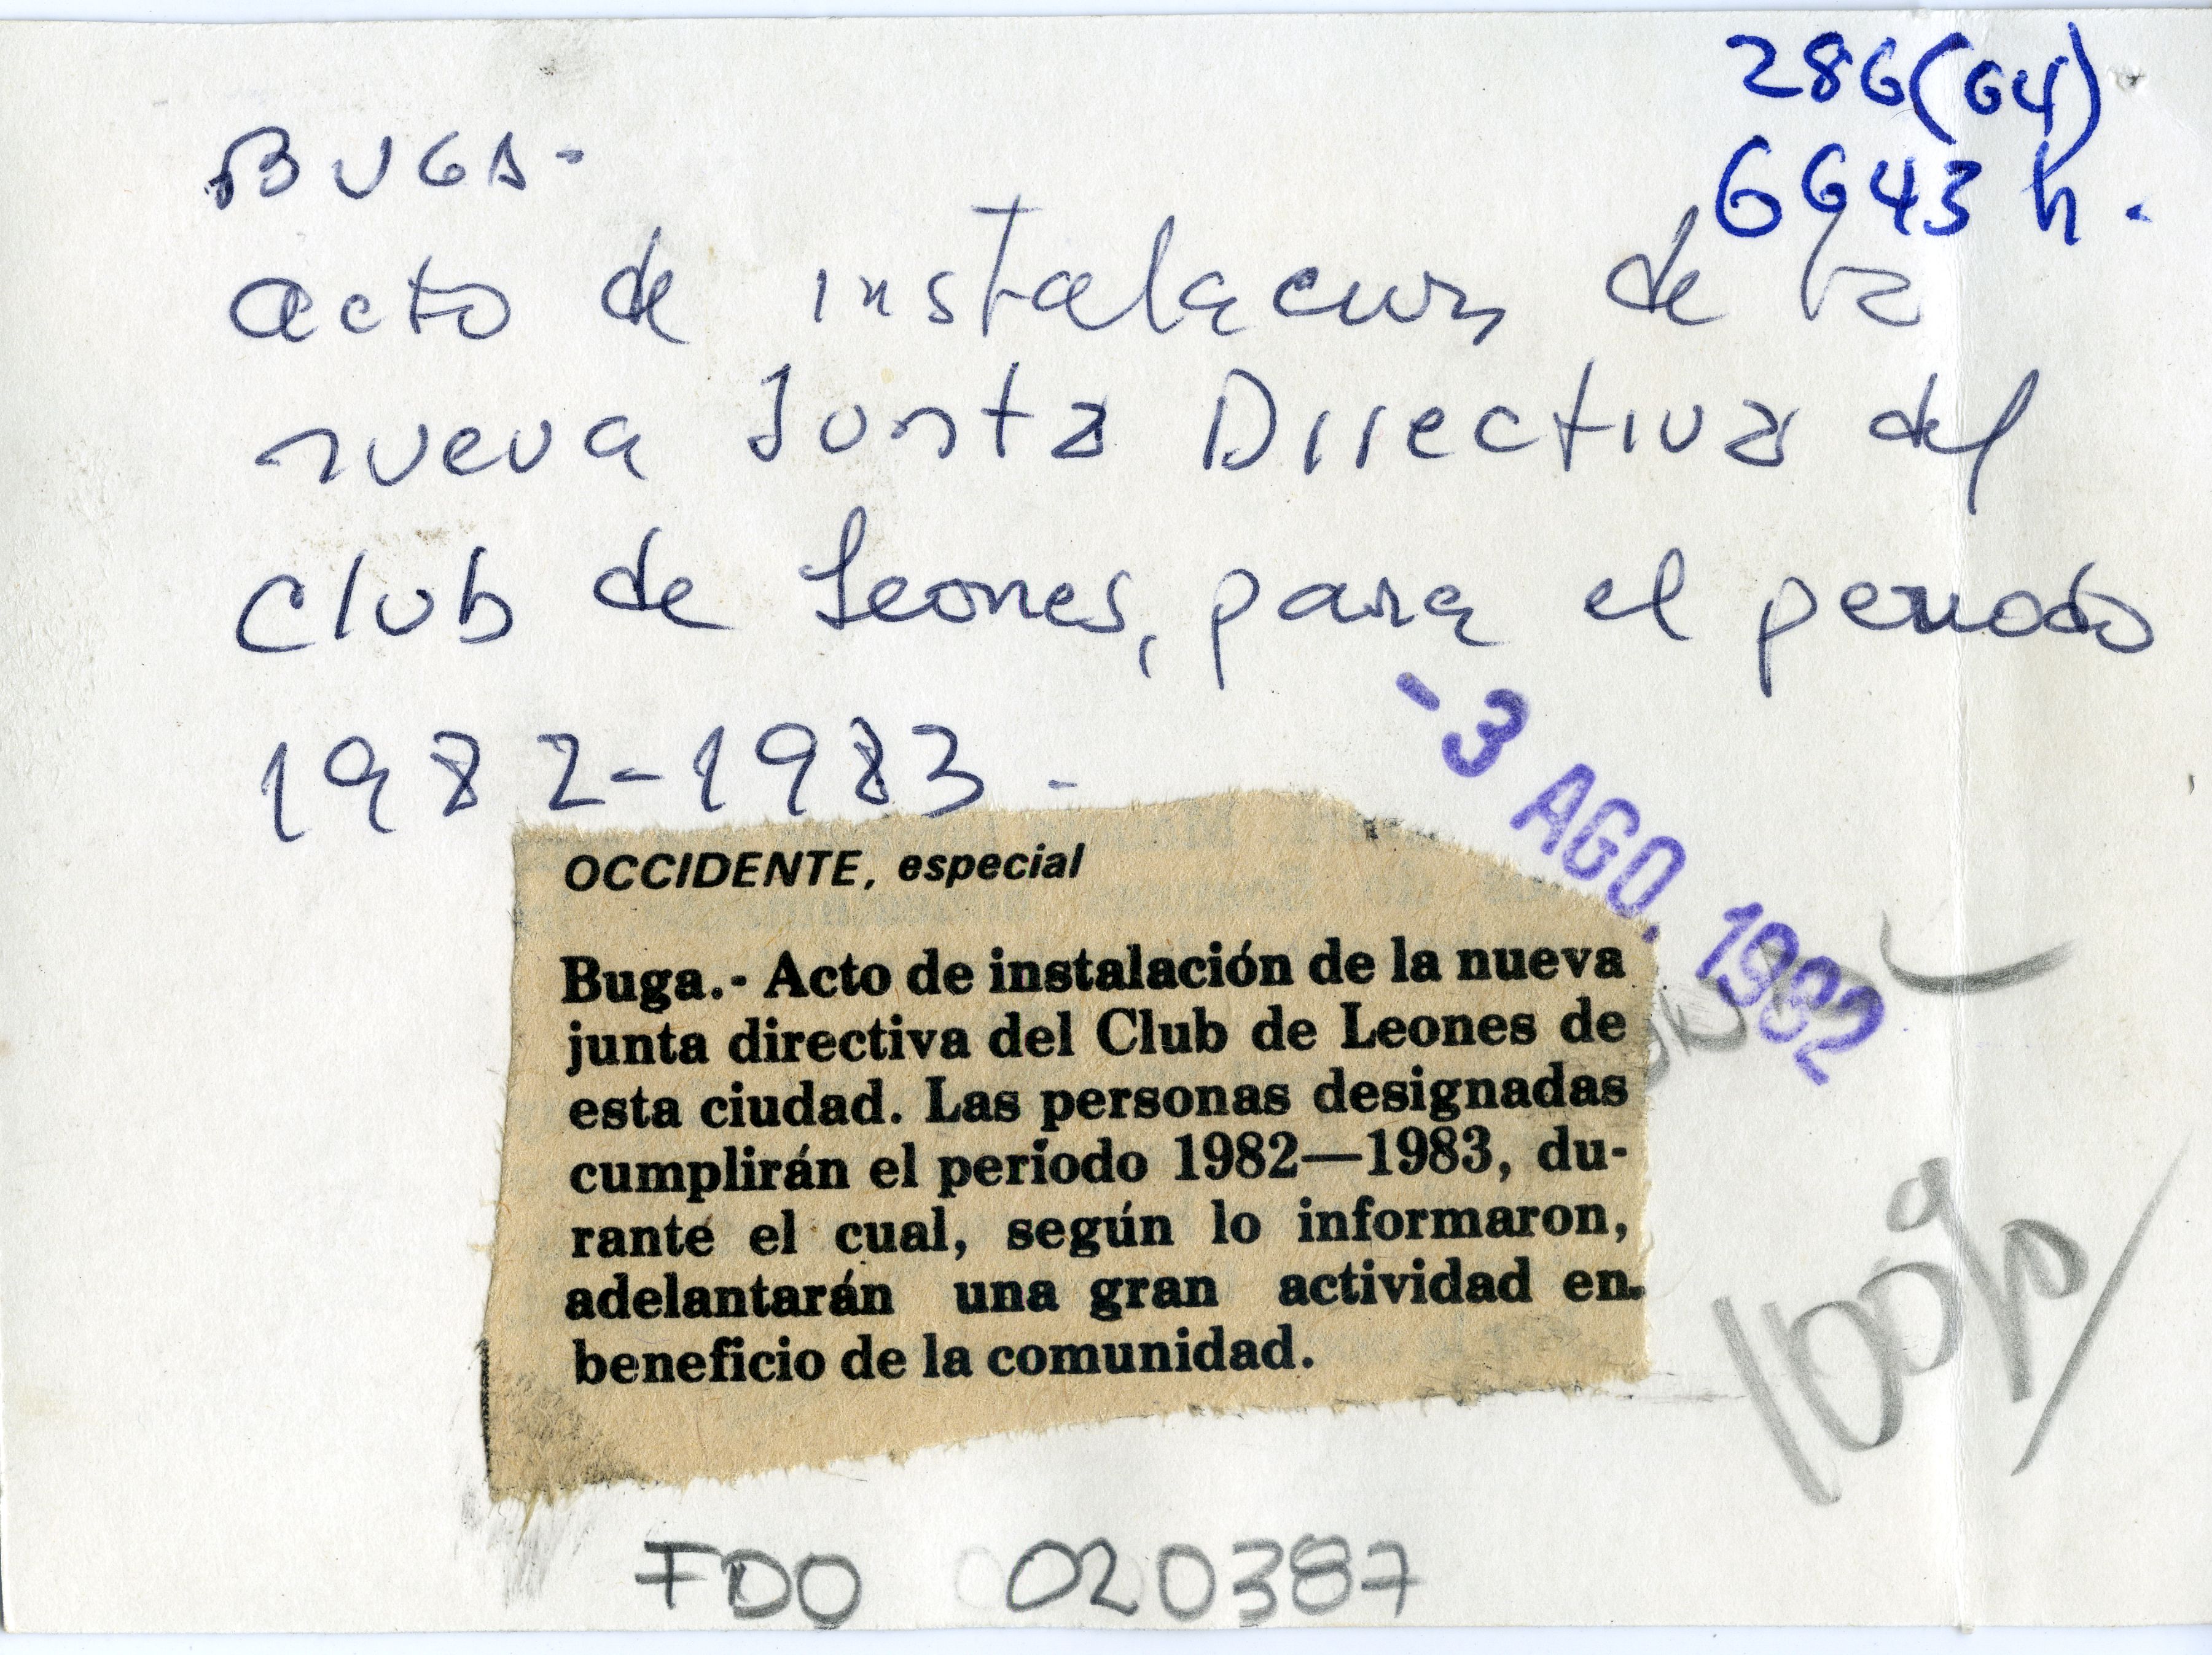 286(64)
6643 h.
BUGA-
acto de instalacion de la
nueva Junta Directiva del
Club de Leones, para el periodo
1982-1983.
-3 AGO. 1982
OCCIDENTE, especial
Buga.- Acto de instalación de la nueva
junta directiva del Club de Leones de
esta ciudad. Las personas designadas
cumplirán el periodo 1982—1983, du-
rante el cual, según lo informaron,
adelantarán una gran actividad en
beneficio de la comunidad.
FDO 020387